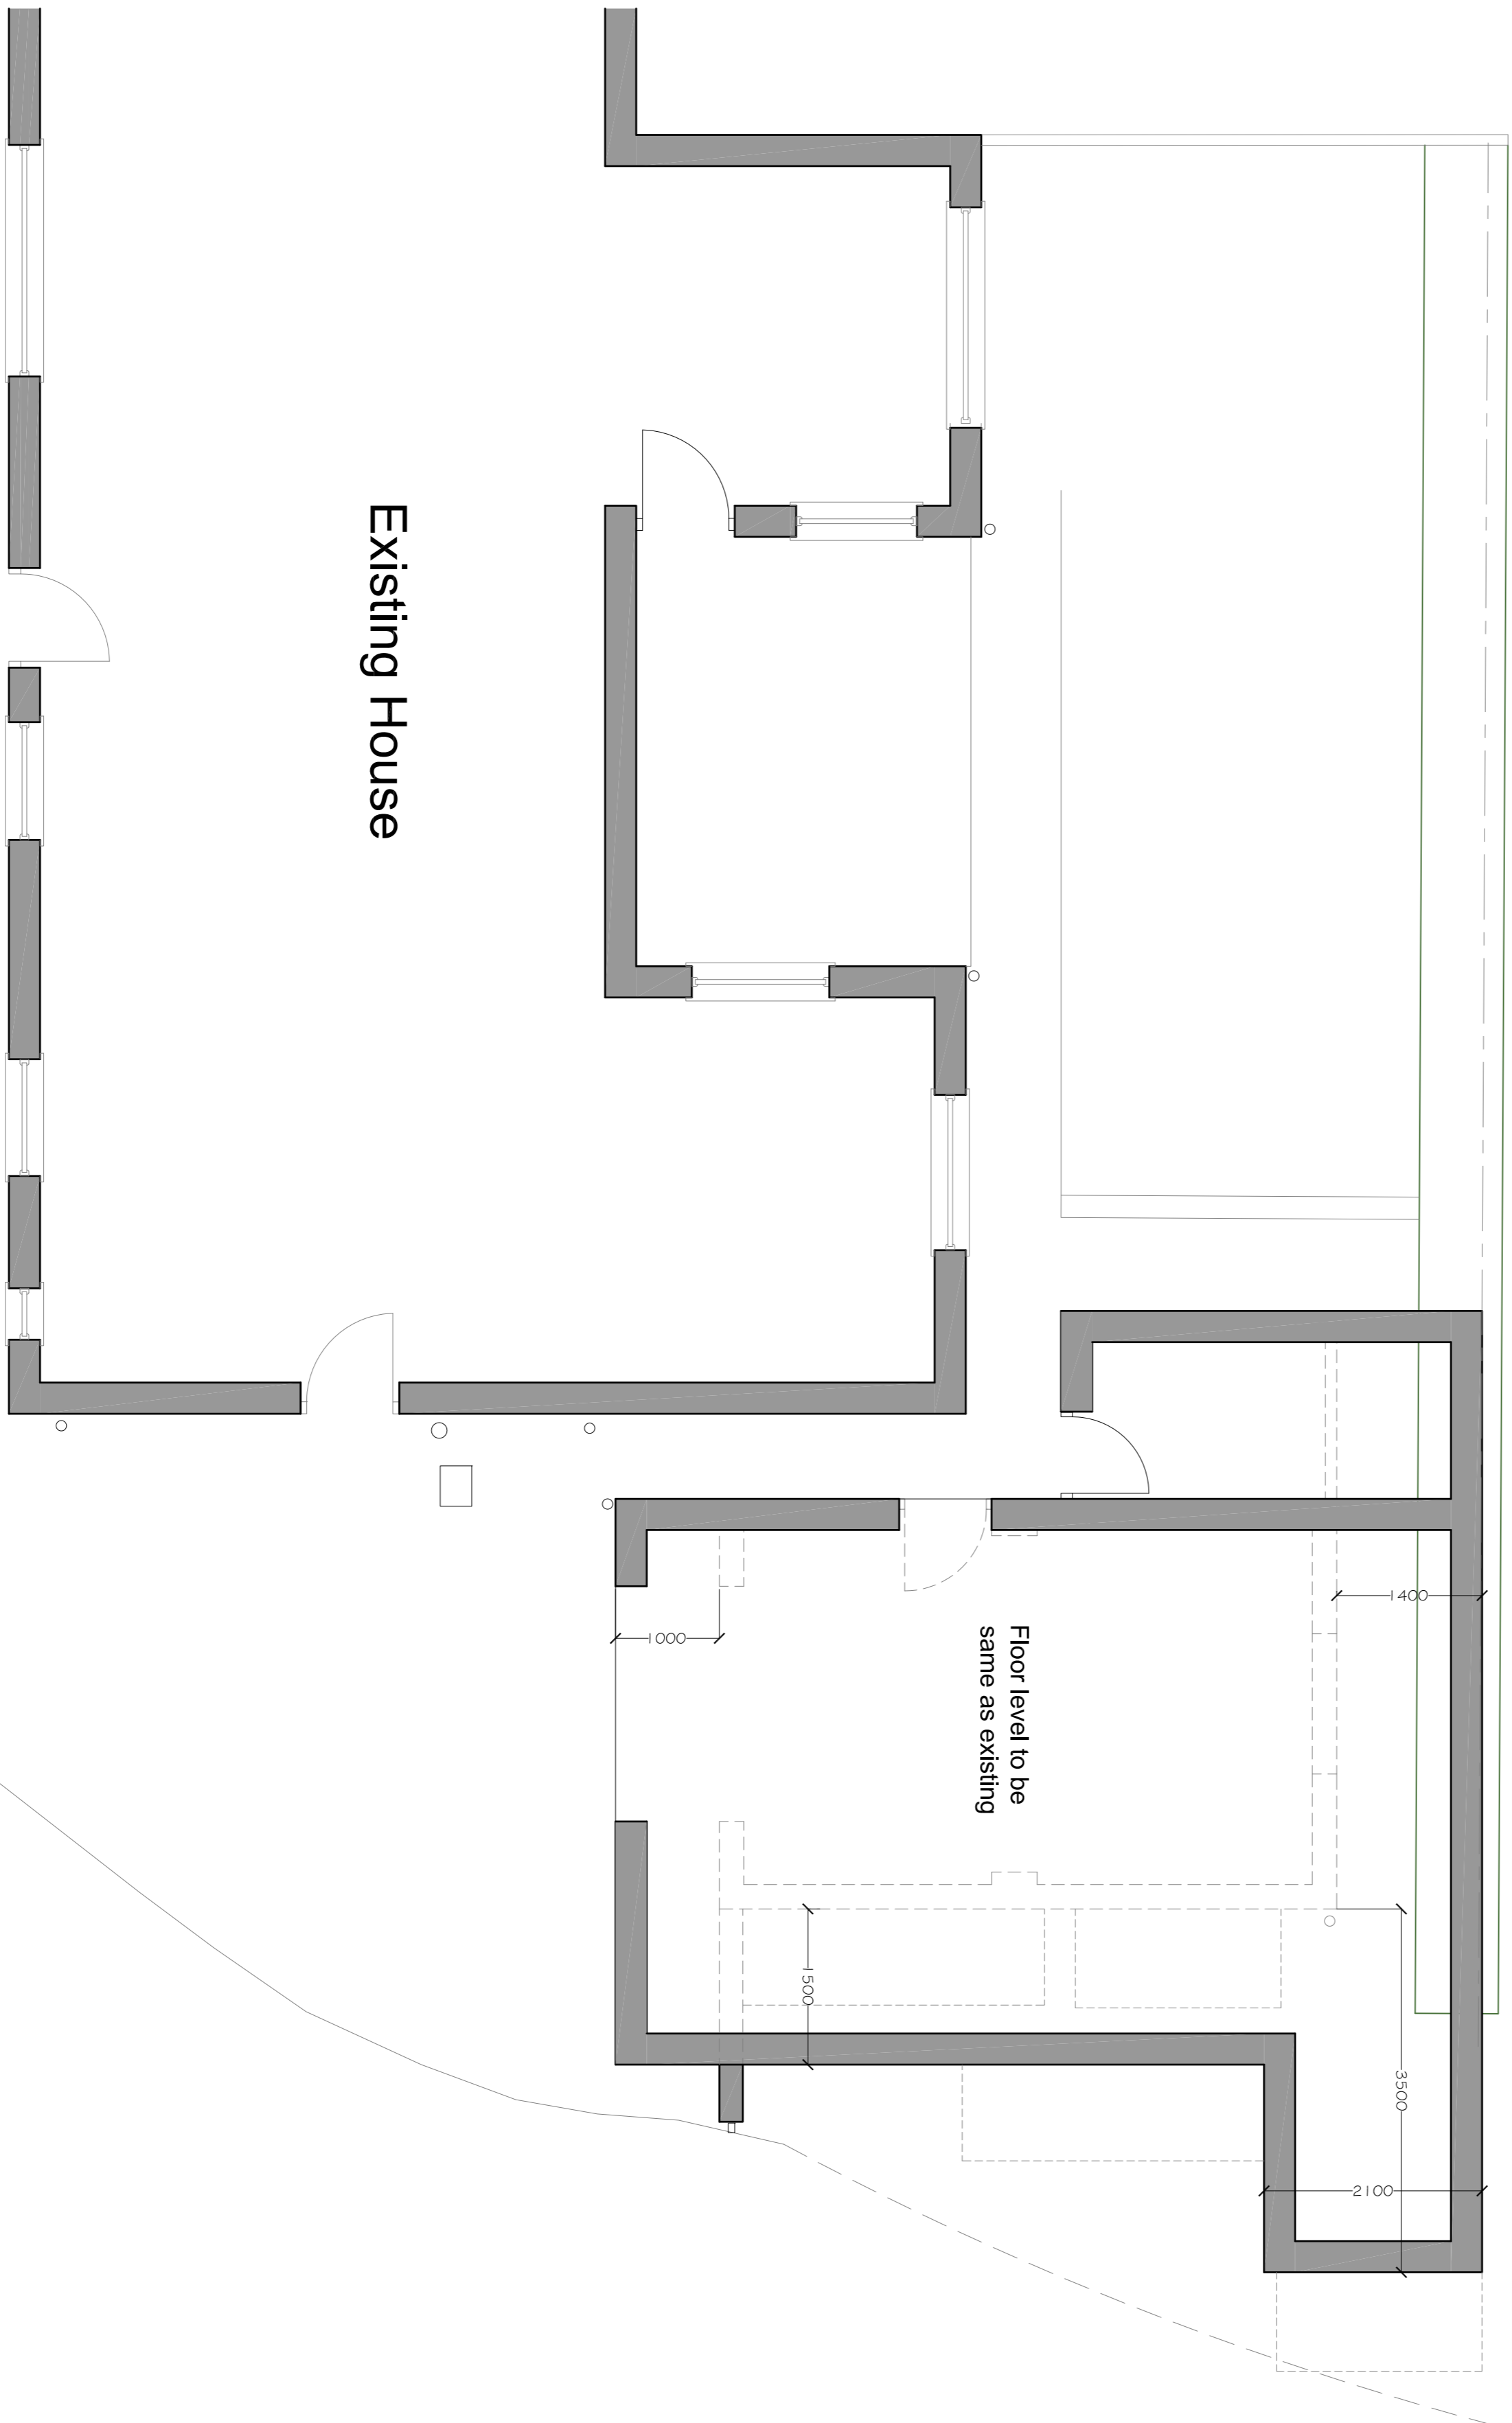 Existing House
Floor level to be
same as existing
1400
1000
1500
3500
2100